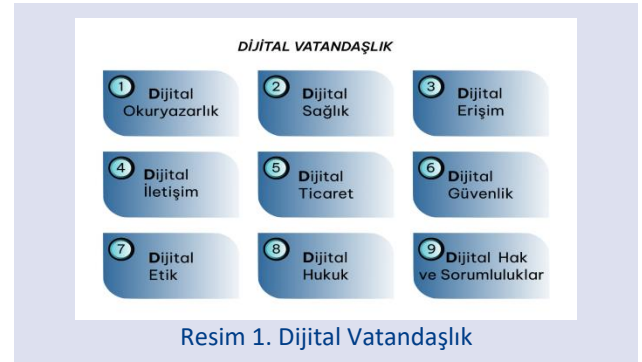 DİJİTAL VATANDAŞLIK
1 Dijital
Okuryazarlık
2 Dijital
Sağlık
3 Dijital
Erişim
4 Dijital
İletişim
5 Dijital
Ticaret
6 Dijital
Güvenlik
7 Dijital
Etik
8 Dijital
Hukuk
9 Dijital Hak
ve Sorumluluklar
Resim 1. Dijital Vatandaşlık